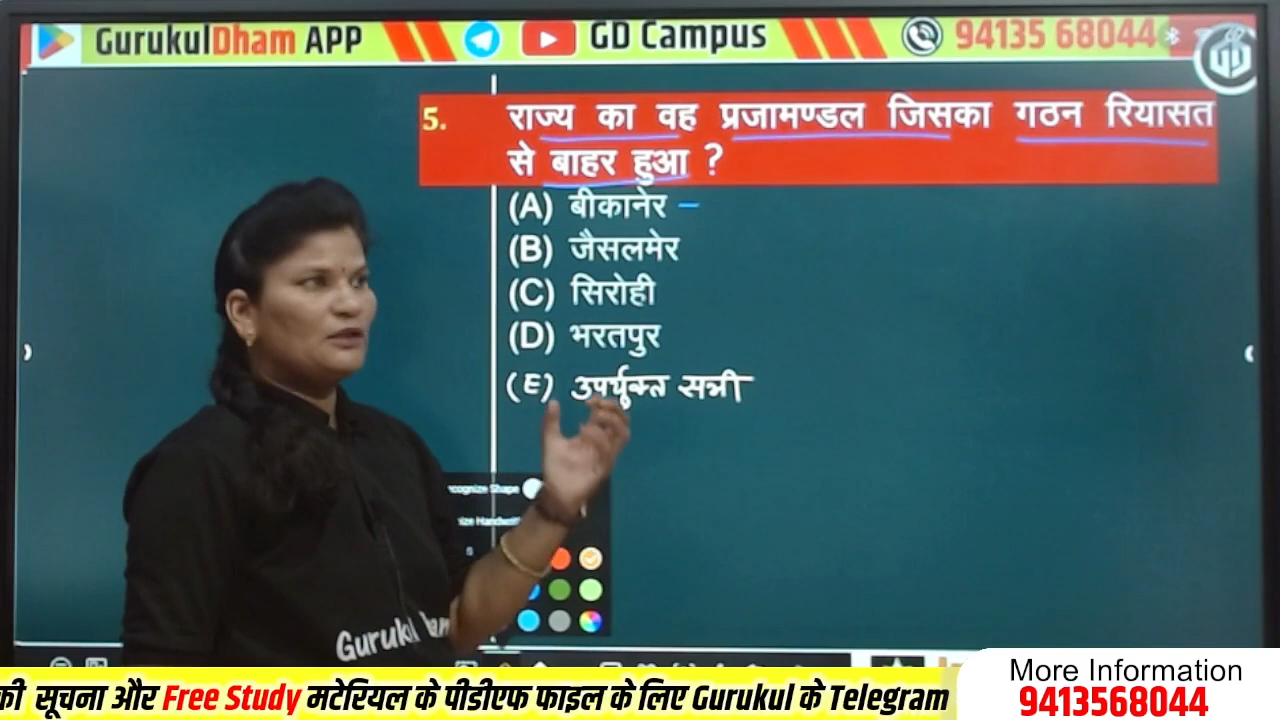 GurukulDham APP GD Campus 94135 68044
5. राज्य का वह प्रजामण्डल जिसका गठन रियासत
से बाहर हुआ ?
(A) बीकानेर
(B) जैसलमेर
(C) सिरोही
(D) भरतपुर
(E) उपर्युक्त सभी
Shape
Gurukul
की सूचना और Free Study मटेरियल के पीडीएफ फाइल के लिए Gurukul के Telegram
More Information
9413568044